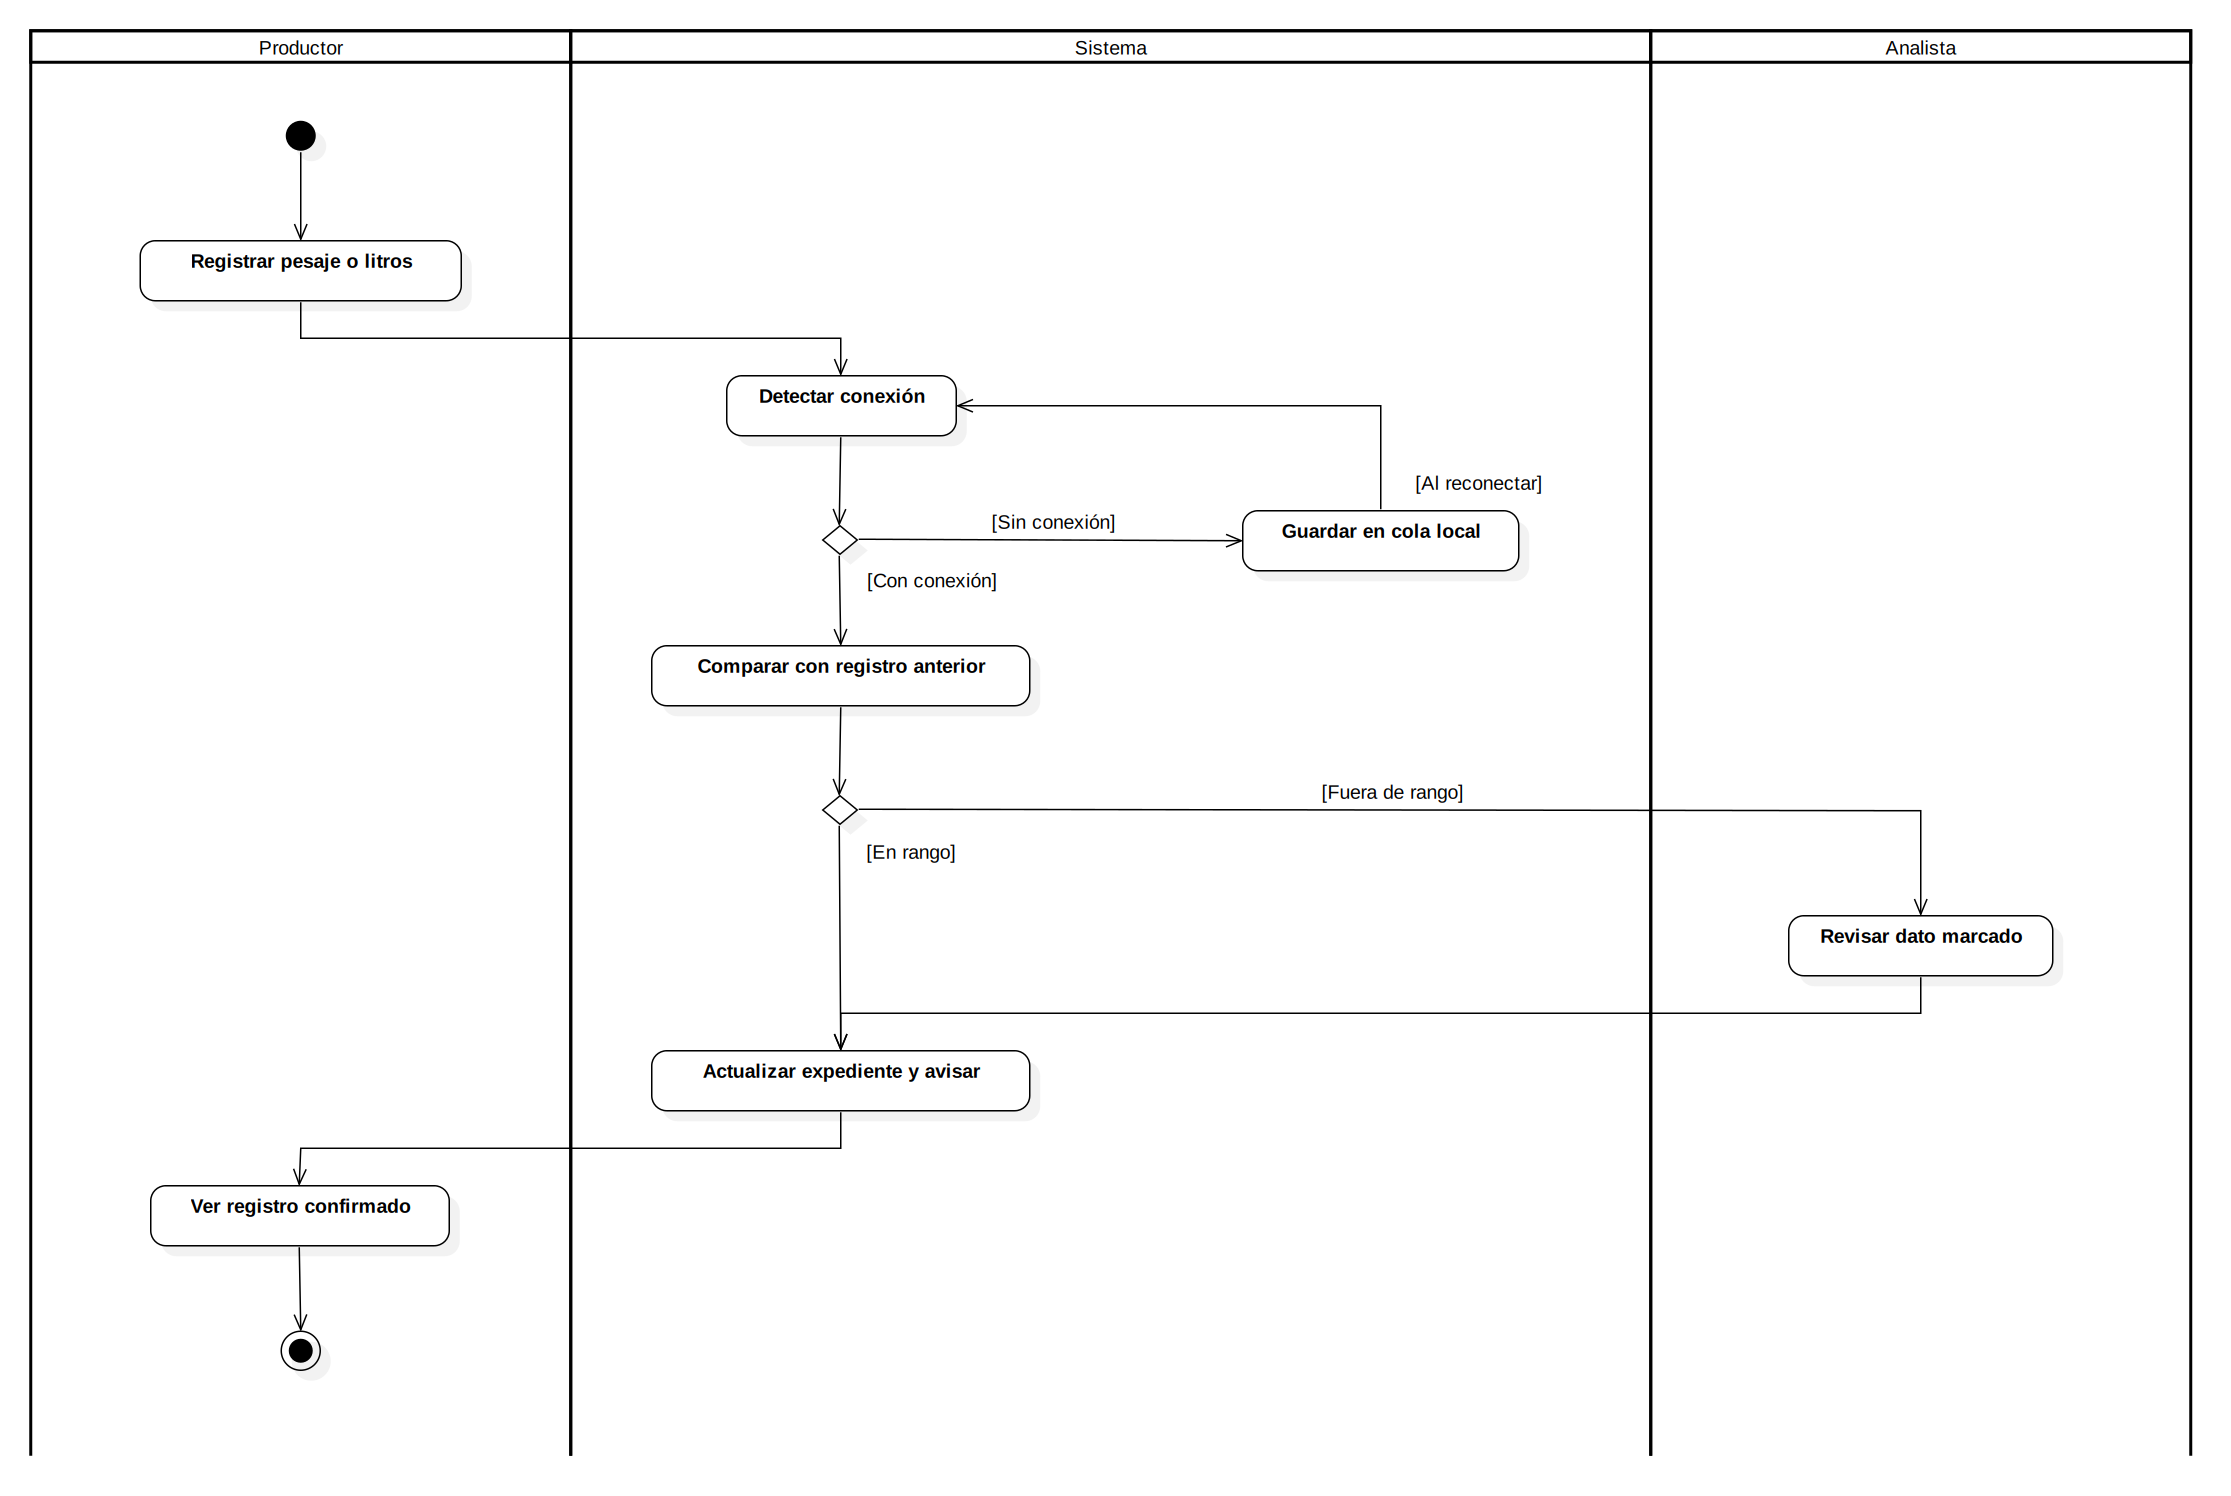 Productor
Sistema
Analista
Registrar pesaje o litros
Detectar conexión
[Al reconectar]
[Sin conexión]
Guardar en cola local
[Con conexión]
Comparar con registro anterior
[Fuera de rango]
[En rango]
Revisar dato marcado
Actualizar expediente y avisar
Ver registro confirmado